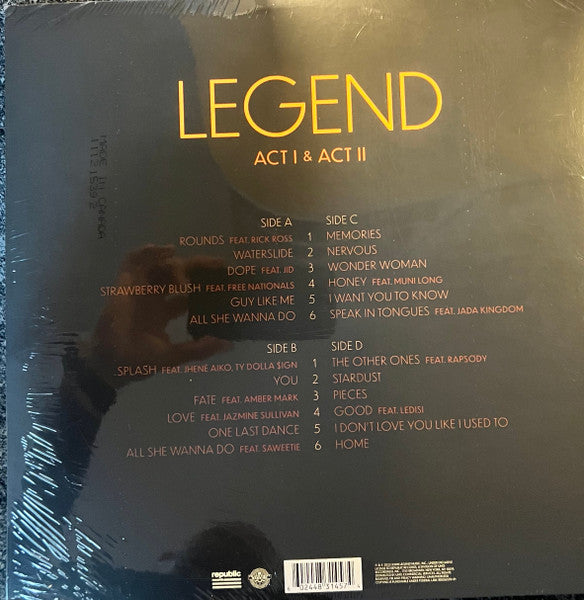 LEGEND
ACT I & ACT II
MADE IN CANADA
SIDE A
ROUNDS FEAT. RICK ROSS 1
WATERSLIDE 2
DOPE FEAT. JID 3
STRAWBERRY BLUSH FEAT. FREE NATIONALS 4
GUY LIKE ME 5
ALL SHE WANNA DO 6
SIDE C
MEMORIES
NERVOUS
WONDER WOMAN
HONEY FEAT. MUNI LONG
I WANT YOU TO KNOW
SPEAK IN TONGUES FEAT. JADA KINGDOM
SIDE B
SPLASH FEAT. JHENÉ AIKO, TY DOLLA $IGN 1
YOU 2
FATE FEAT. AMBER MARK 3
LOVE FEAT. JAZMINE SULLIVAN 4
ONE LAST DANCE 5
ALL SHE WANNA DO FEAT. SAWEETIE 6
SIDE D
THE OTHER ONES FEAT. RAPSODY
STARDUST
PIECES
GOOD FEAT. LEDISI
I DON'T LOVE YOU LIKE I USED TO
HOME
republic
6 02448 31457 4